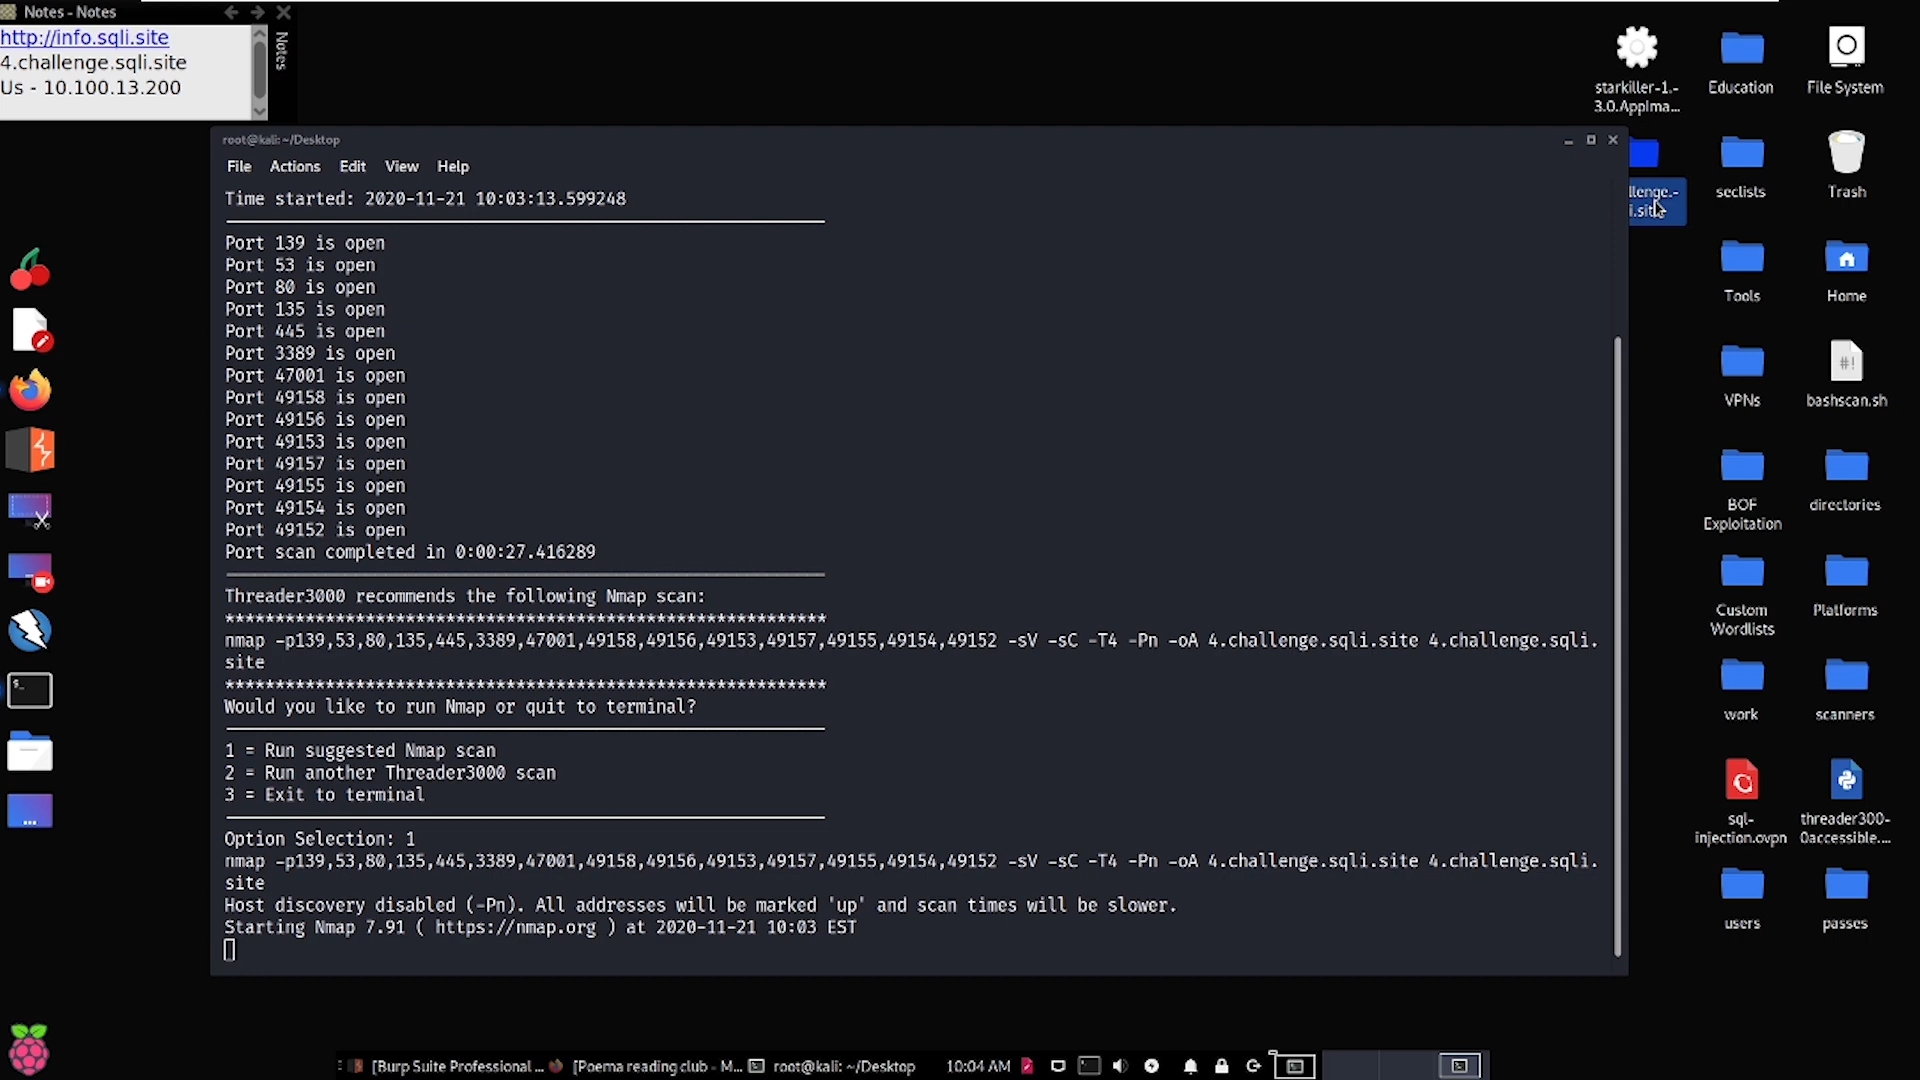 Notes - Notes
http://info.sqli.site
4.challenge.sqli.site
Us - 10.100.13.200
Notes
root@kali: ~/Desktop
File Actions Edit View Help
Time started: 2020-11-21 10:03:13.599248
Port 139 is open
Port 53 is open
Port 80 is open
Port 135 is open
Port 445 is open
Port 3389 is open
Port 47001 is open
Port 49158 is open
Port 49156 is open
Port 49153 is open
Port 49157 is open
Port 49155 is open
Port 49154 is open
Port 49152 is open
Port scan completed in 0:00:27.416289
Threader3000 recommends the following Nmap scan:
************************************************************
nmap -p139,53,80,135,445,3389,47001,49158,49156,49153,49157,49155,49154,49152 -sV -sC -T4 -Pn -oA 4.challenge.sqli.site 4.challenge.sqli.
site
************************************************************
Would you like to run Nmap or quit to terminal?
1 = Run suggested Nmap scan
2 = Run another Threader3000 scan
3 = Exit to terminal
Option Selection: 1
nmap -p139,53,80,135,445,3389,47001,49158,49156,49153,49157,49155,49154,49152 -sV -sC -T4 -Pn -oA 4.challenge.sqli.site 4.challenge.sqli.
site
Host discovery disabled (-Pn). All addresses will be marked 'up' and scan times will be slower.
Starting Nmap 7.91 ( https://nmap.org ) at 2020-11-21 10:03 EST
starkiller-1.-
3.0.AppIma...
Education
File System
llenge.-
i.site
seclists
Trash
Tools
Home
VPNs
#!
bashscan.sh
BOF
Exploitation
directories
Custom
Wordlists
Platforms
work
scanners
sql-
injection.ovpn
threader300-
0accessible....
users
passes
[Burp Suite Professional ...
[Poema reading club - M...
root@kali: ~/Desktop
10:04 AM